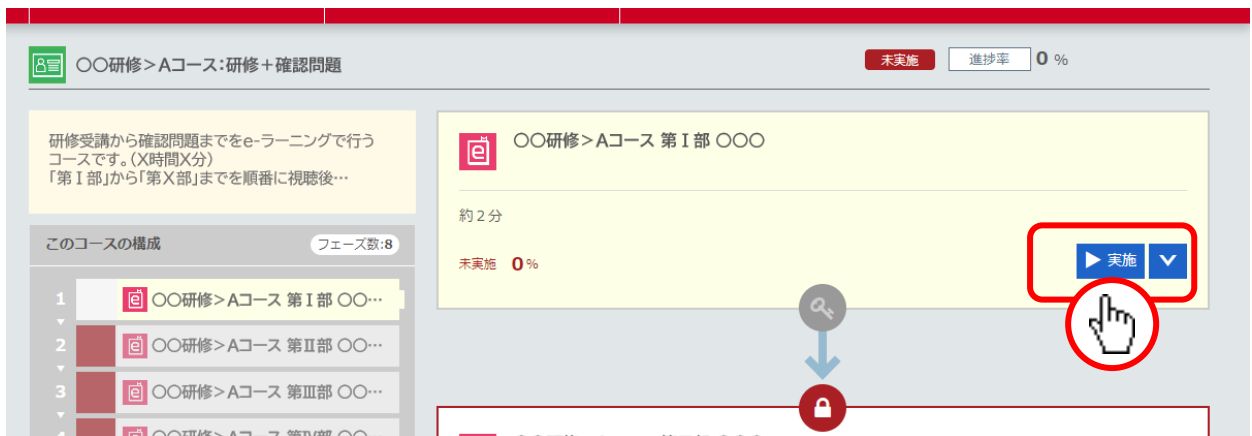 〇〇研修>Aコース:研修+確認問題
未実施 進捗率 0 %
研修受講から確認問題までをe-ラーニングで行う
コースです。(X時間X分)
「第Ⅰ部」から「第X部」までを順番に視聴後…
このコースの構成 フェーズ数:8
1 〇〇研修>Aコース 第Ⅰ部 〇〇…
2 〇〇研修>Aコース 第Ⅱ部 〇〇…
3 〇〇研修>Aコース 第Ⅲ部 〇〇…
〇〇研修>Aコース 第Ⅰ部 〇〇〇
約2分
未実施 0%
実施